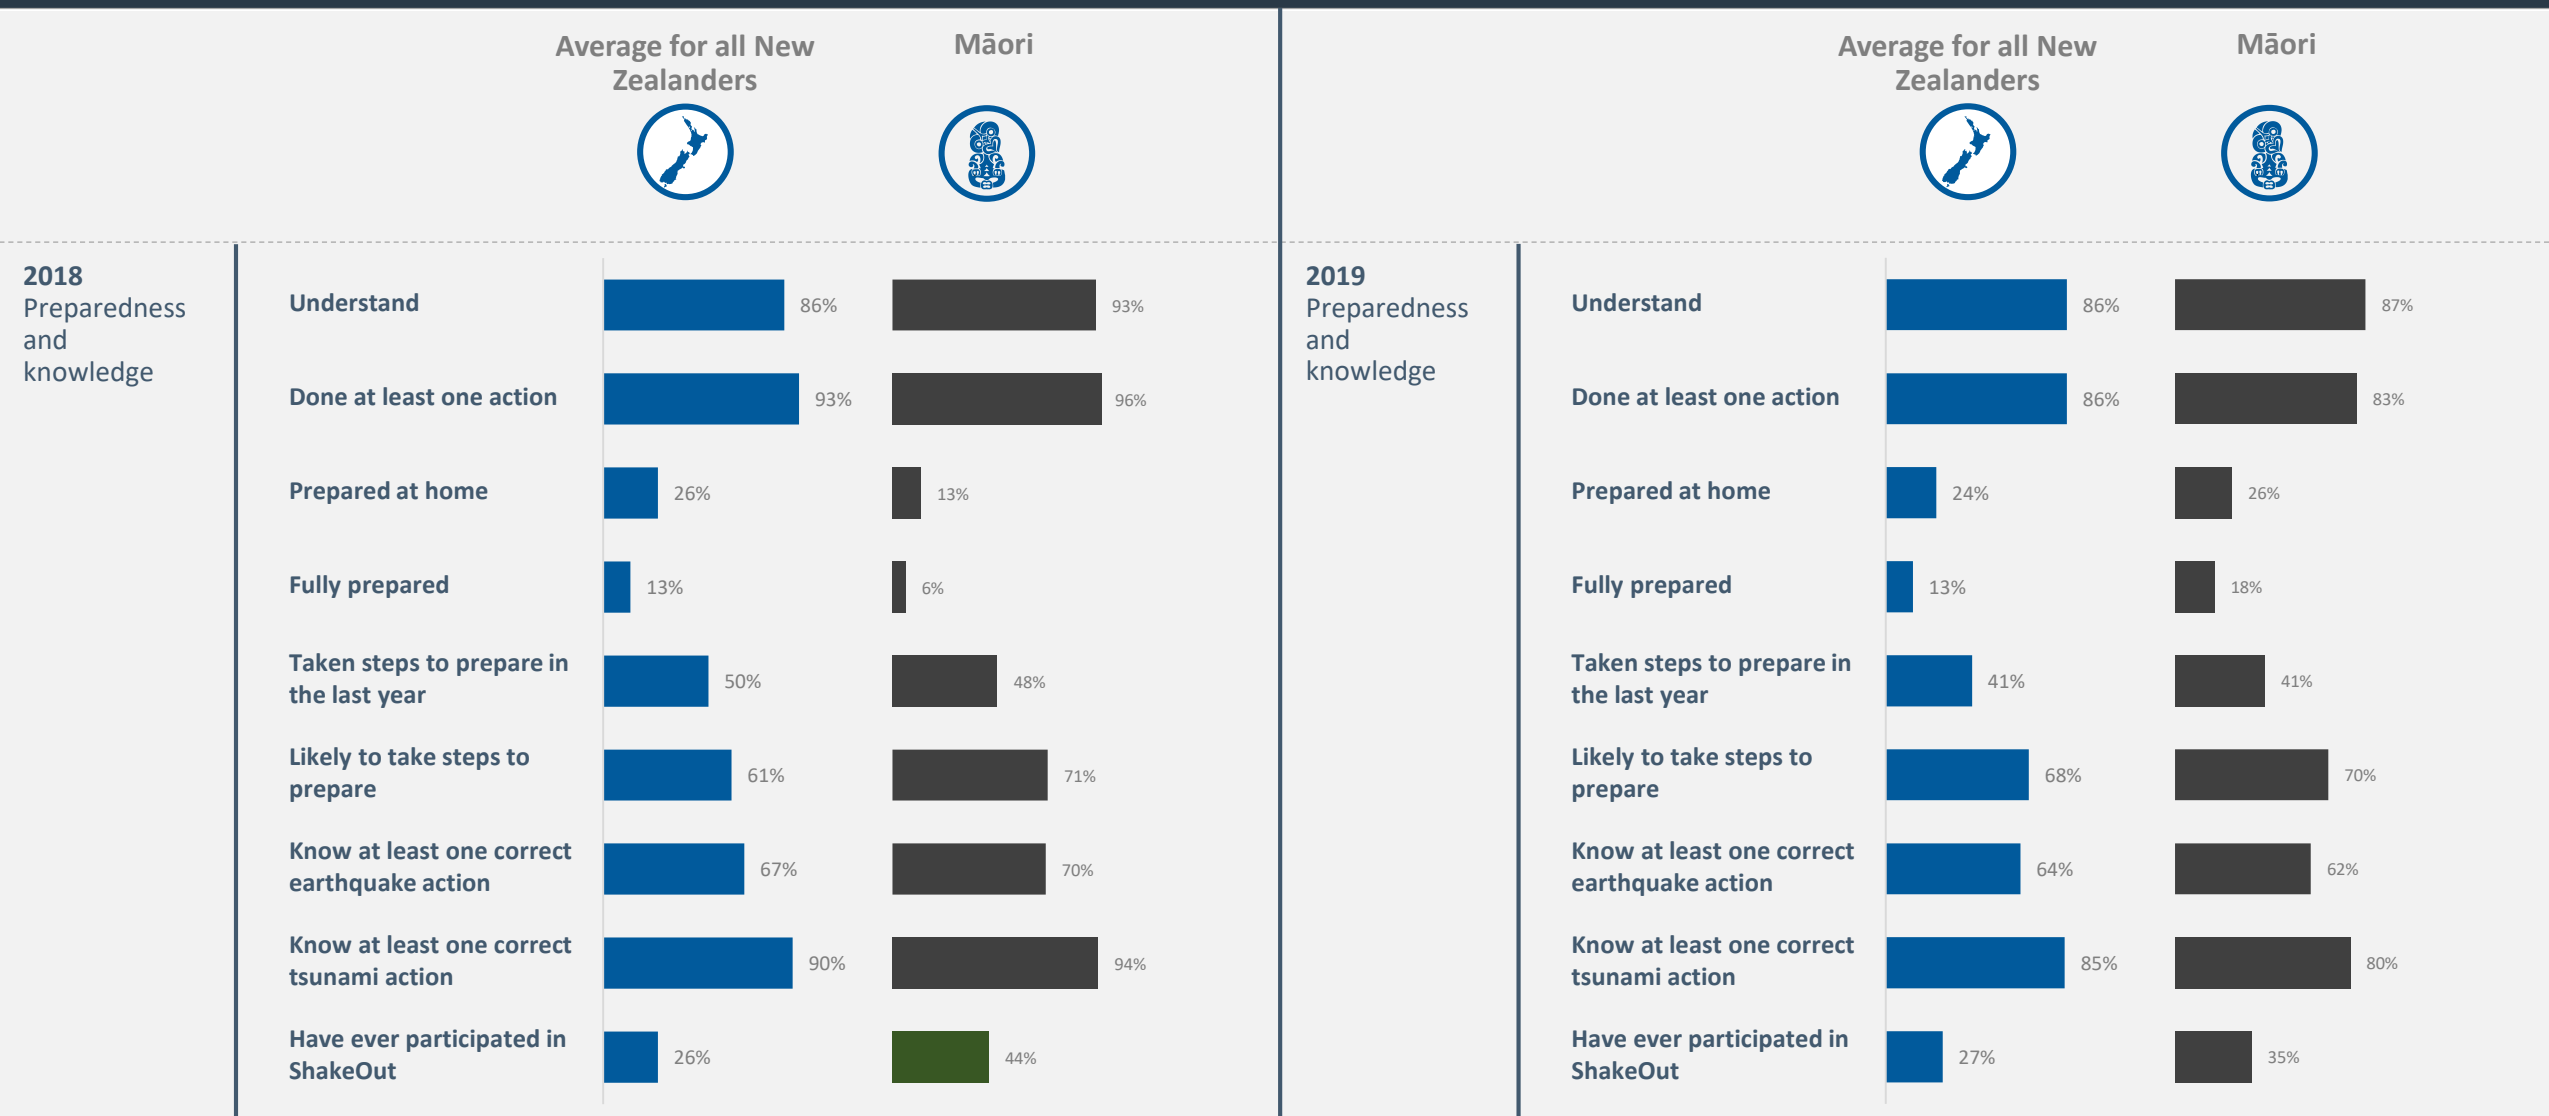 Average for all New
Zealanders
Māori
2018
Preparedness
and
knowledge
Understand
86%
93%
Done at least one action
93%
96%
Prepared at home
26%
13%
Fully prepared
13%
6%
Taken steps to prepare in
the last year
50%
48%
Likely to take steps to
prepare
61%
71%
Know at least one correct
earthquake action
67%
70%
Know at least one correct
tsunami action
90%
94%
Have ever participated in
ShakeOut
26%
44%
Average for all New
Zealanders
Māori
2019
Preparedness
and
knowledge
Understand
86%
87%
Done at least one action
86%
83%
Prepared at home
24%
26%
Fully prepared
13%
18%
Taken steps to prepare in
the last year
41%
41%
Likely to take steps to
prepare
68%
70%
Know at least one correct
earthquake action
64%
62%
Know at least one correct
tsunami action
85%
80%
Have ever participated in
ShakeOut
27%
35%